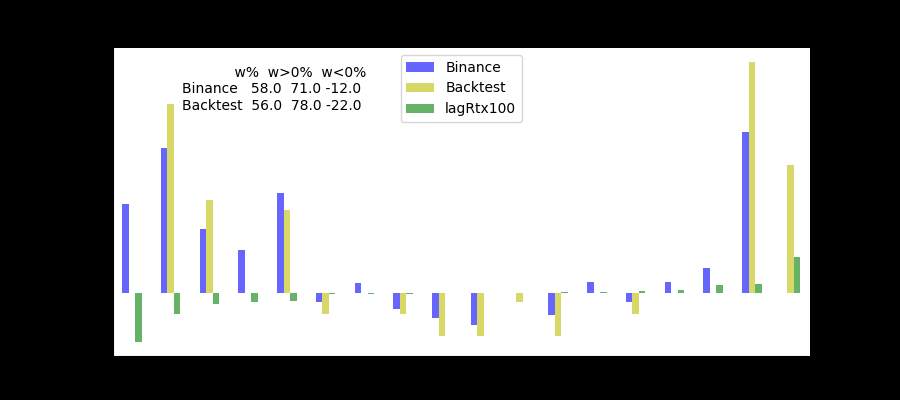 w% w>0% w<0%
Binance 58.0 71.0 -12.0
Backtest 56.0 78.0 -22.0
Binance
Backtest
lagRtx100